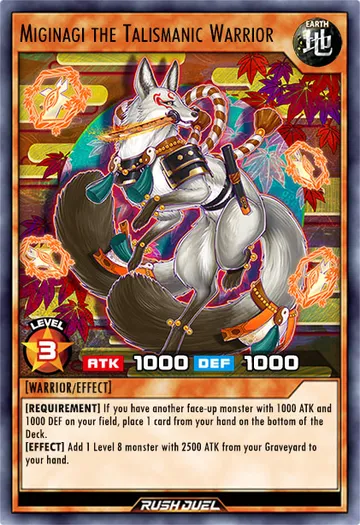 Miginagi the Talismanic Warrior
EARTH
地
LEVEL
3
ATK 1000 DEF 1000
[WARRIOR/EFFECT]
[REQUIREMENT] If you have another face-up monster with 1000 ATK and
1000 DEF on your field, place 1 card from your hand on the bottom of the
Deck.
[EFFECT] Add 1 Level 8 monster with 2500 ATK from your Graveyard to
your hand.
RUSH DUEL